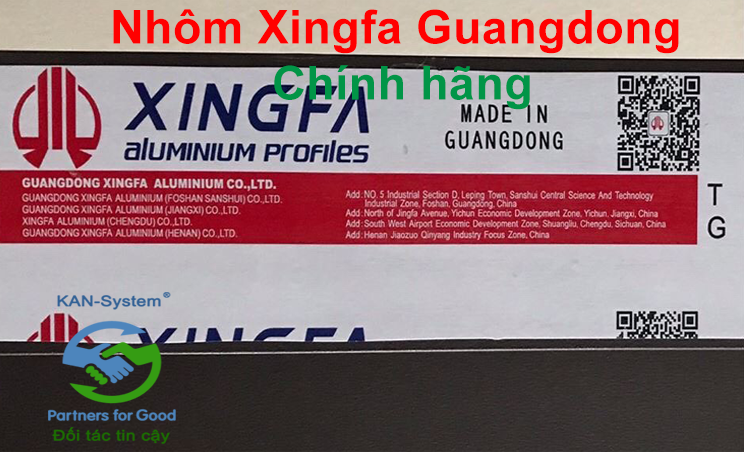 Nhôm Xingfa Guangdong
Chính hãng
XINGFA
aLUMINIUM PROFILes
MADE IN
GUANGDONG
GUANGDONG XINGFA ALUMINIUM CO.,LTD.
GUANGDONG XINGFA ALUMINIUM (FOSHAN SANSHUI) CO.,LTD.
GUANGDONG XINGFA ALUMINIUM (JIANGXI) CO.,LTD.
XINGFA ALUMINIUM (CHENGDU) CO.,LTD.
GUANGDONG XINGFA ALUMINIUM (HENAN) CO.,LTD.
Add: NO. 5 Industrial Section D, Leping Town, Sanshui Central Science And Technology
Industrial Zone, Foshan, Guangdong, China
Add: North of Jingfa Avenue, Yichun Economic Development Zone, Yichun, Jiangxi, China
Add: South West Airport Economic Development Zone, Shuangliu, Chengdu, Sichuan, China
Add: Henan Jiaozuo Qinyang Industry Focus Zone, China
T
G
KAN-System®
XINGFA
Partners for Good
Đối tác tin cậy